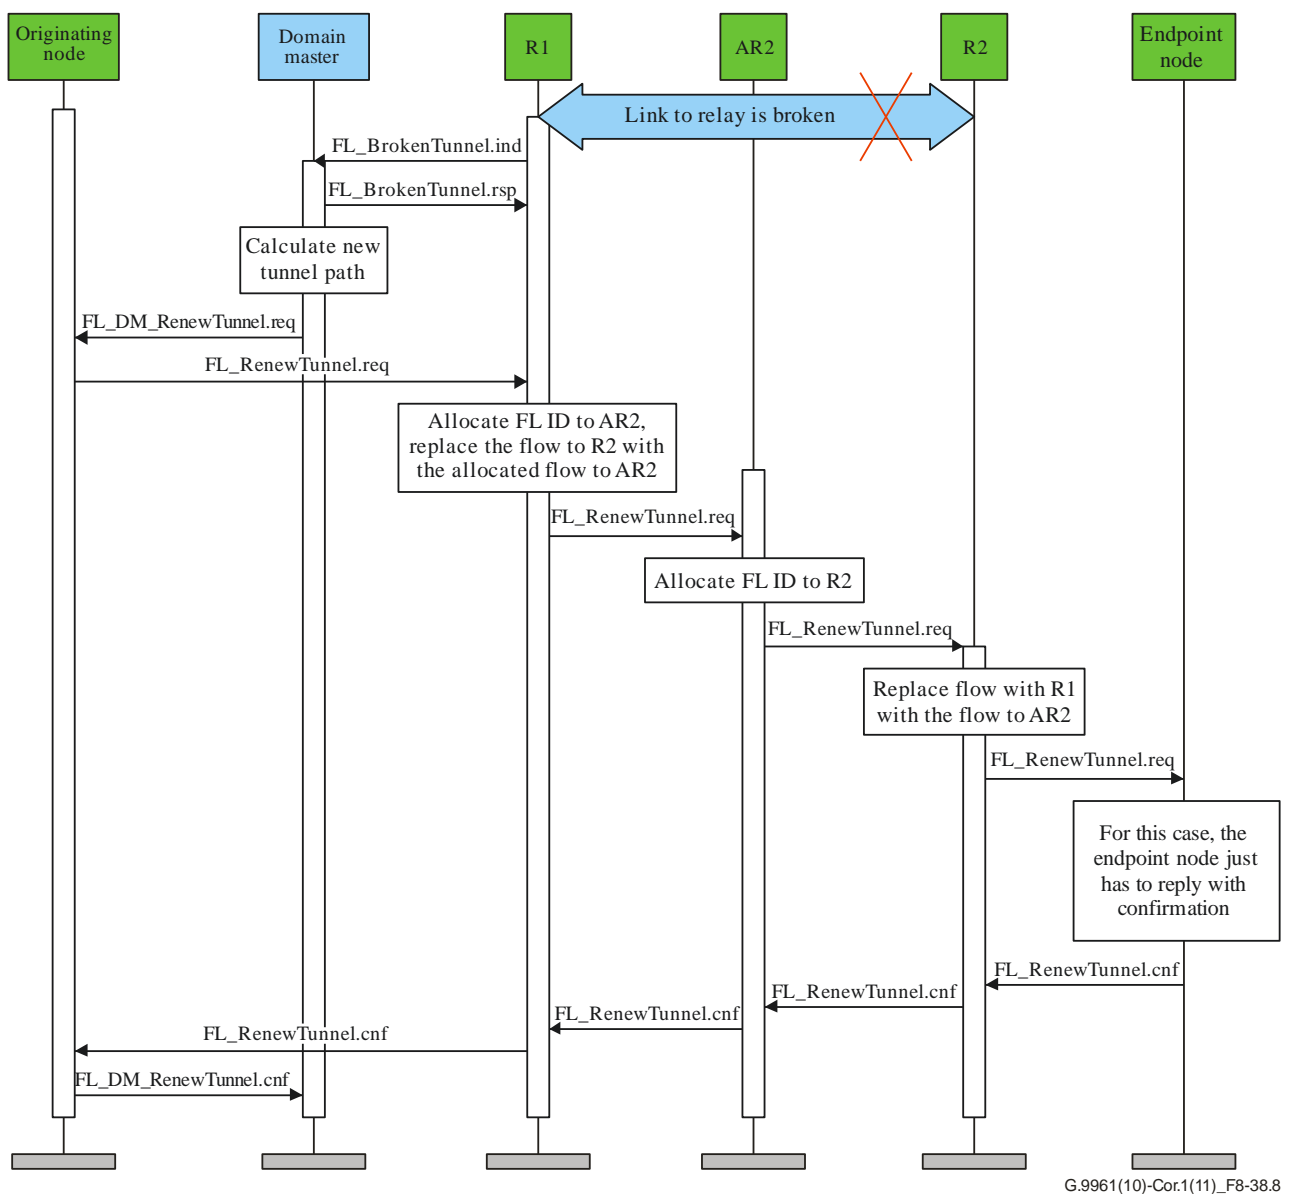 Originating
node
Domain
master
R1
AR2
R2
Endpoint
node
Link to relay is broken
FL_BrokenTunnel.ind
FL_BrokenTunnel.rsp
Calculate new
tunnel path
FL_DM_RenewTunnel.req
FL_RenewTunnel.req
Allocate FL ID to AR2,
replace the flow to R2 with
the allocated flow to AR2
FL_RenewTunnel.req
Allocate FL ID to R2
FL_RenewTunnel.req
Replace flow with R1
with the flow to AR2
FL_RenewTunnel.req
For this case, the
endpoint node just
has to reply with
confirmation
FL_RenewTunnel.cnf
FL_RenewTunnel.cnf
FL_RenewTunnel.cnf
FL_RenewTunnel.cnf
FL_DM_RenewTunnel.cnf
G.9961(10)-Cor.1(11)_F8-38.8